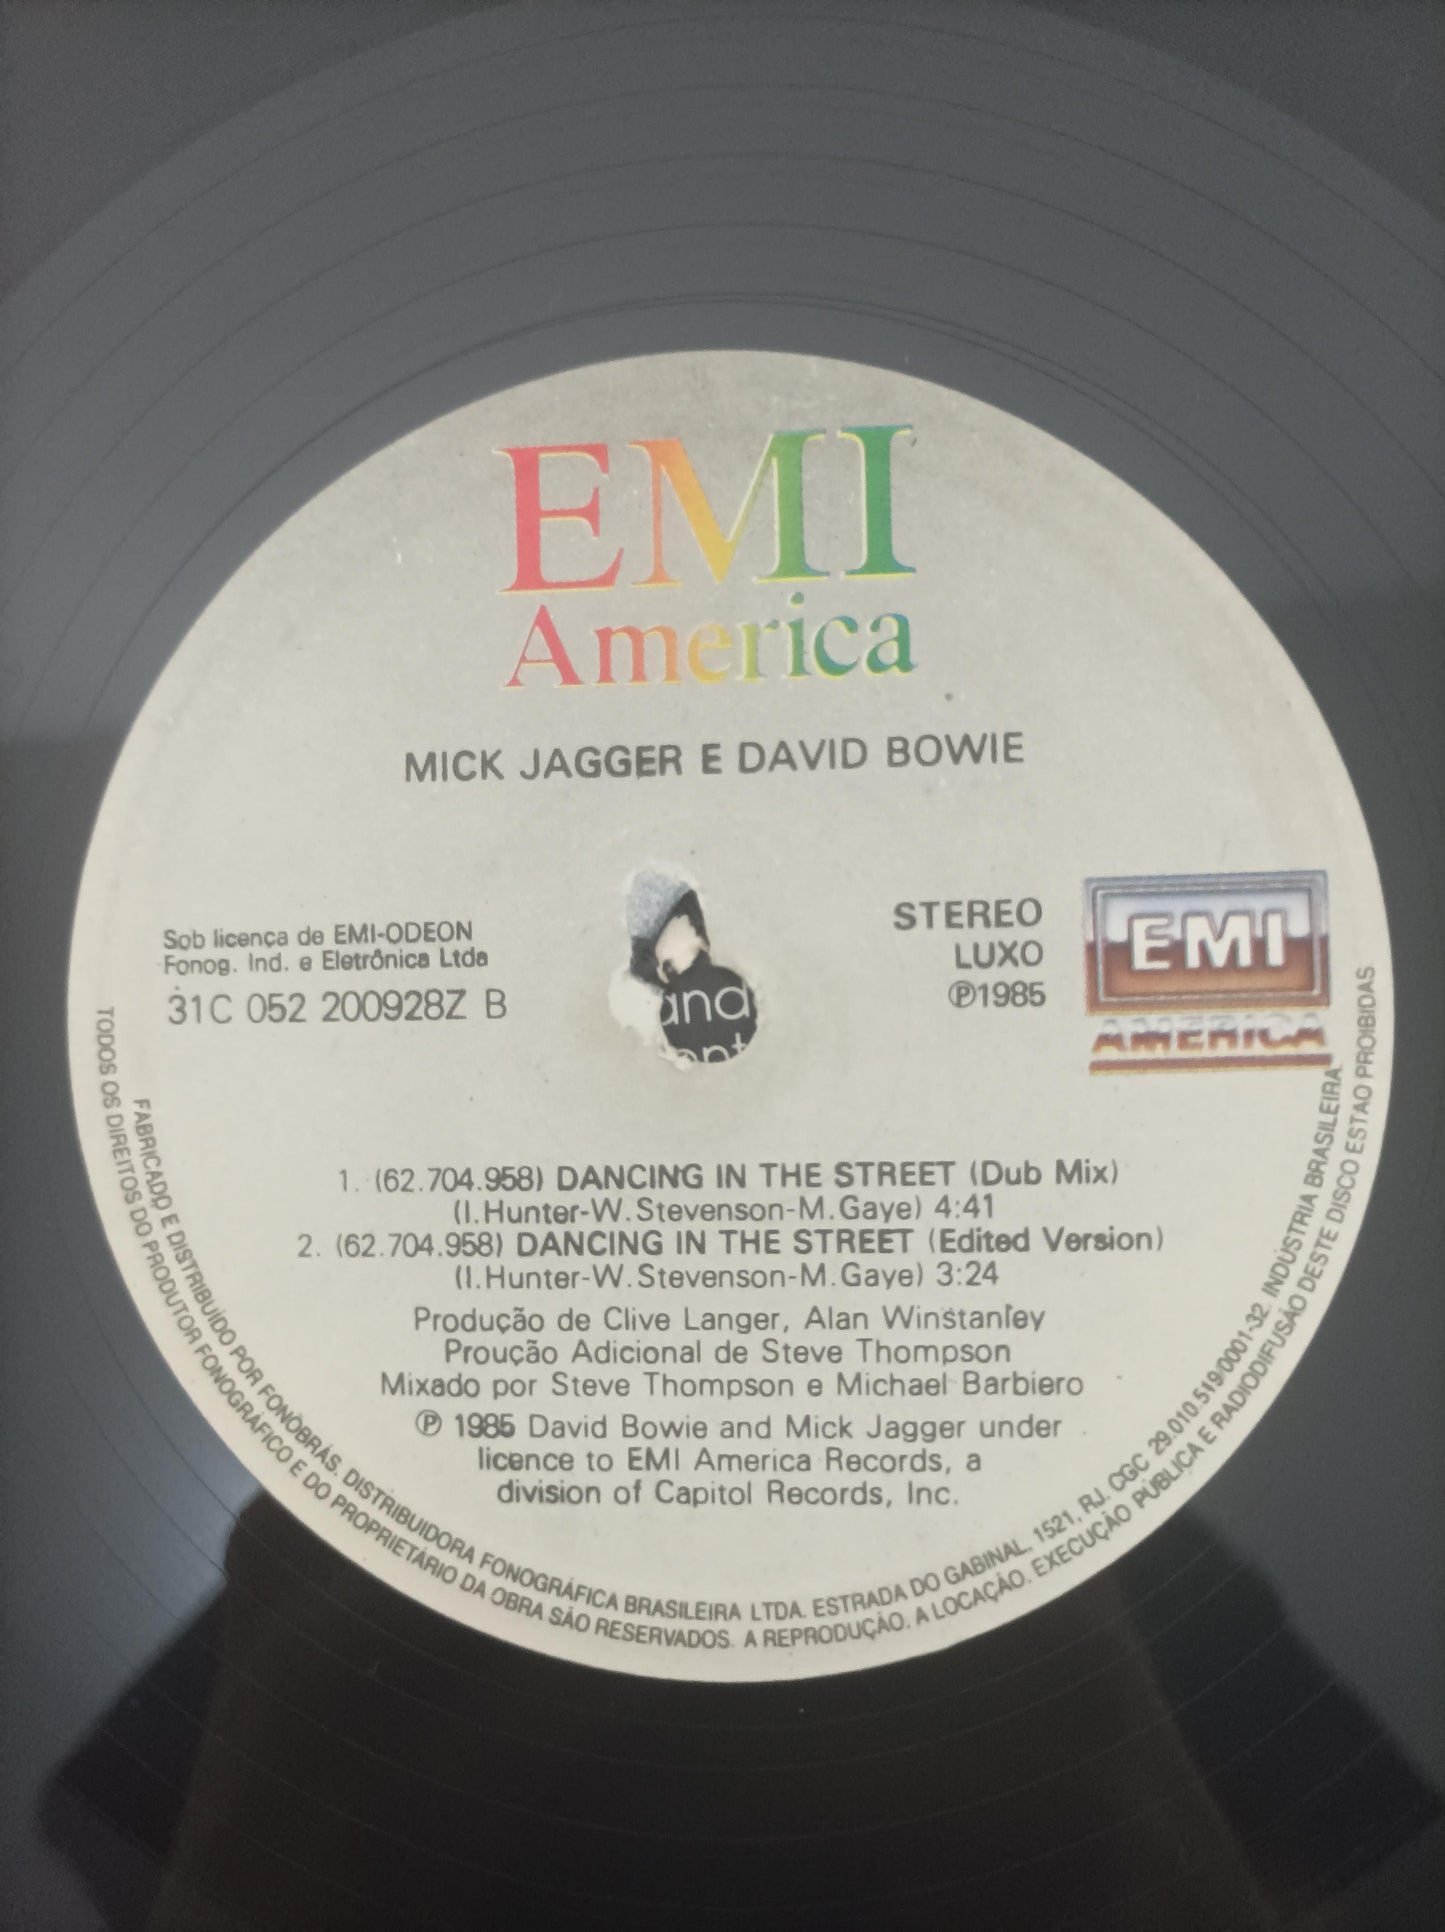 EMI
America
MICK JAGGER E DAVID BOWIE
Sob licença de EMI-ODEON
Fonog. Ind. e Eletrônica Ltda
31C 052 200928Z B
STEREO
LUXO
℗1985
EMI
AMERICA
and
1. (62.704.958) DANCING IN THE STREET (Dub Mix)
(I.Hunter-W.Stevenson-M.Gaye) 4:41
2. (62.704.958) DANCING IN THE STREET (Edited Version)
(I.Hunter-W.Stevenson-M.Gaye) 3:24
Produção de Clive Langer, Alan Winstanley
Proução Adicional de Steve Thompson
Mixado por Steve Thompson e Michael Barbiero
℗ 1985 David Bowie and Mick Jagger under
licence to EMI America Records, a
division of Capitol Records, Inc.
FABRICADO E DISTRIBUÍDO POR FONOBRÁS. DISTRIBUIDORA FONOGRÁFICA BRASILEIRA LTDA. ESTRADA DO GABINAL, 1521, RJ. CGC 29.010.519/0001-32. INDÚSTRIA BRASILEIRA
TODOS OS DIREITOS DO PRODUTOR FONOGRÁFICO E DO PROPRIETÁRIO DA OBRA SÃO RESERVADOS. A REPRODUÇÃO. A LOCAÇÃO. EXECUÇÃO PÚBLICA E RADIODIFUSÃO DESTE DISCO ESTÃO PROIBIDAS